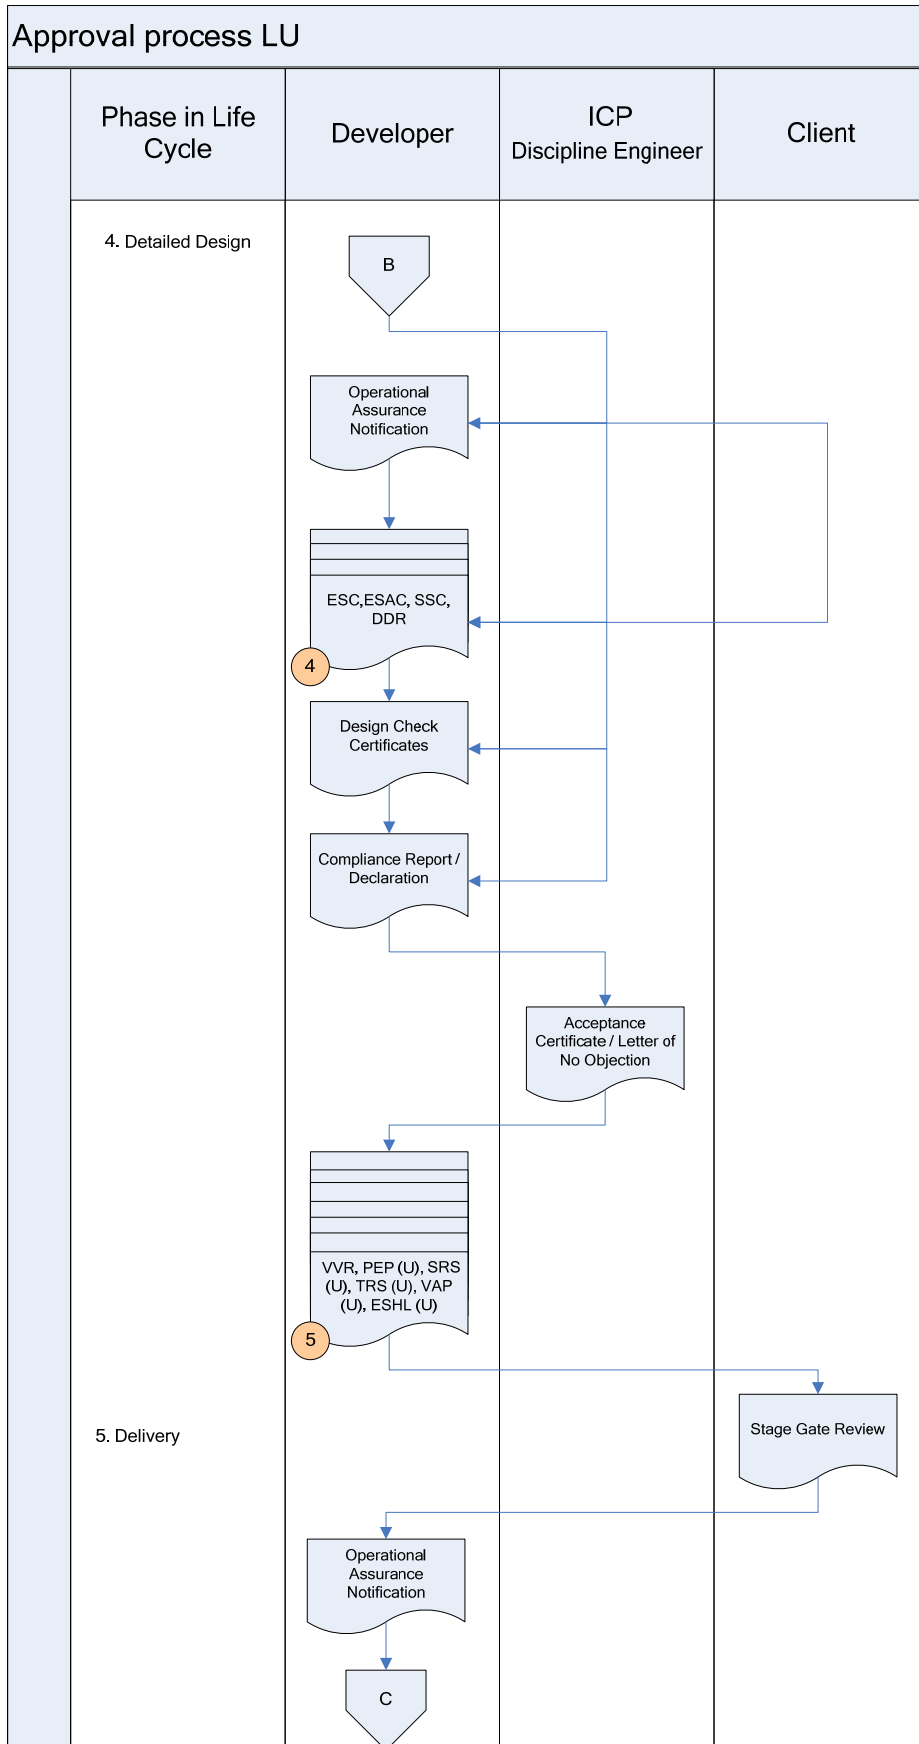 Approval process LU
Phase in Life
Cycle
Developer
ICP
Discipline Engineer
Client
4. Detailed Design
B
Operational
Assurance
Notification
ESC,ESAC, SSC,
DDR
4
Design Check
Certificates
Compliance Report /
Declaration
Acceptance
Certificate / Letter of
No Objection
VVR, PEP (U), SRS
(U), TRS (U), VAP
(U), ESHL (U)
5
5. Delivery
Stage Gate Review
Operational
Assurance
Notification
C